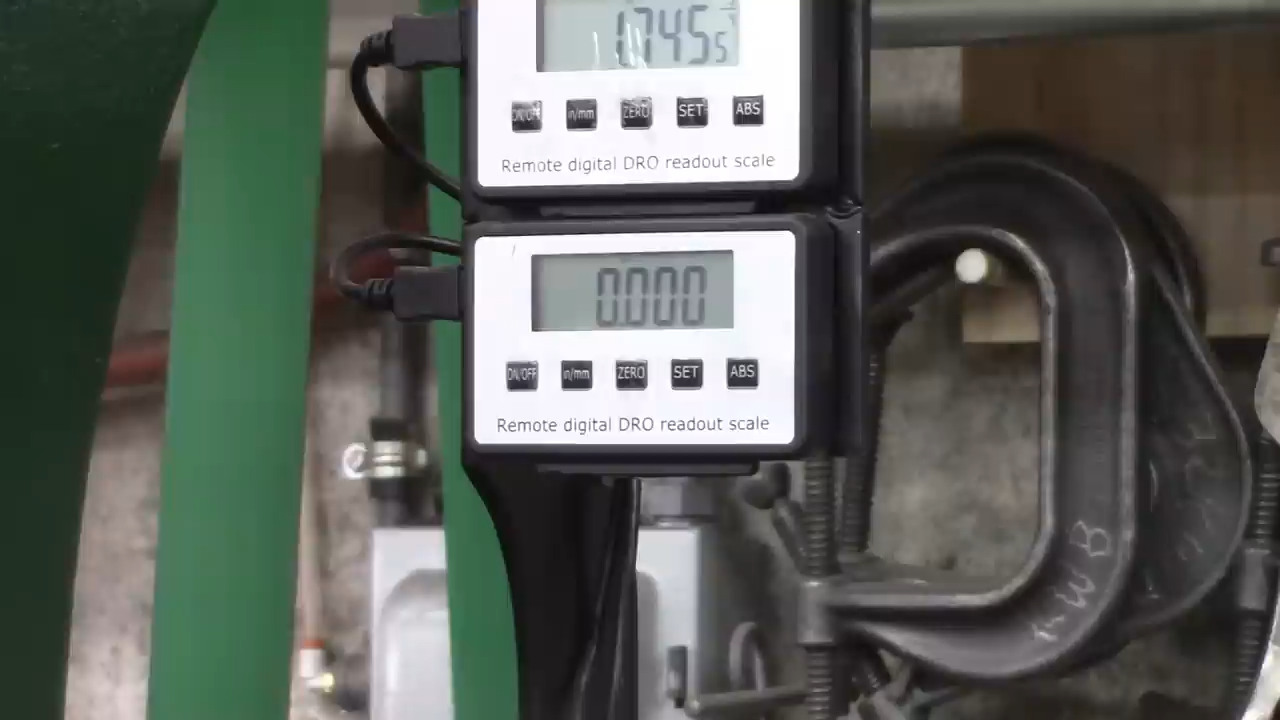 1.7455
ON/OFF in/mm ZERO SET ABS
Remote digital DRO readout scale
0.000
ON/OFF in/mm ZERO SET ABS
Remote digital DRO readout scale
WB